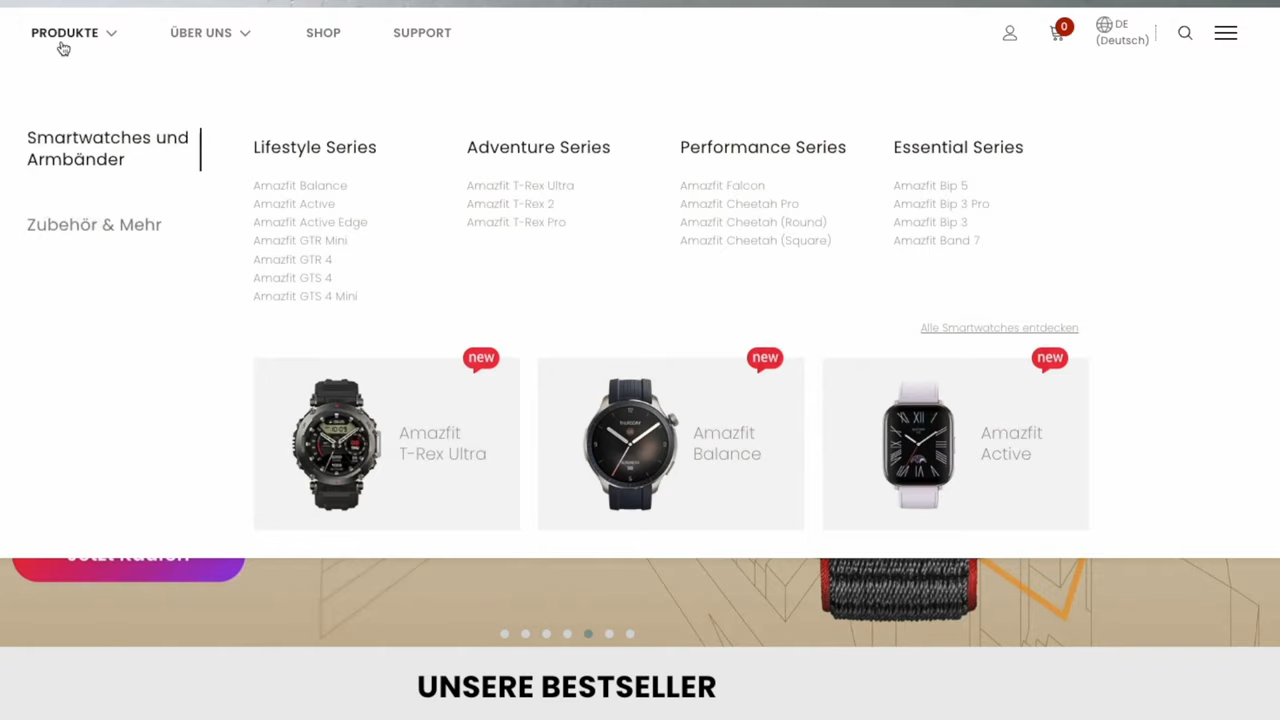 PRODUKTE
ÜBER UNS
SHOP
SUPPORT
0
DE
(Deutsch)
Smartwatches und
Armbänder
Zubehör & Mehr
Lifestyle Series
Amazfit Balance
Amazfit Active
Amazfit Active Edge
Amazfit GTR Mini
Amazfit GTR 4
Amazfit GTS 4
Amazfit GTS 4 Mini
Adventure Series
Amazfit T-Rex Ultra
Amazfit T-Rex 2
Amazfit T-Rex Pro
Performance Series
Amazfit Falcon
Amazfit Cheetah Pro
Amazfit Cheetah (Round)
Amazfit Cheetah (Square)
Essential Series
Amazfit Bip 5
Amazfit Bip 3 Pro
Amazfit Bip 3
Amazfit Band 7
Alle Smartwatches entdecken
new
Amazfit
T-Rex Ultra
new
THURSDAY
Amazfit
Balance
new
Amazfit
Active
Jetzt Kaufen
UNSERE BESTSELLER